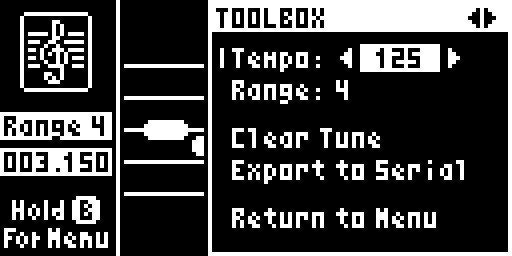 Range 4
003.150
Hold B
For Menu
TOOLBOX
Tempo: 125
Range: 4
Clear Tune
Export to Serial
Return to Menu